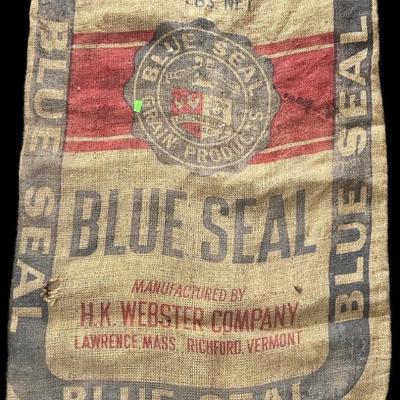 LBS NET
BLUE SEAL
GRAIN PRODUCTS
BLUE SEAL
BLUE SEAL
BLUE SEAL
MANUFACTURED BY
H.K. WEBSTER COMPANY
LAWRENCE, MASS. RICHFORD, VERMONT
BLUE SEAL